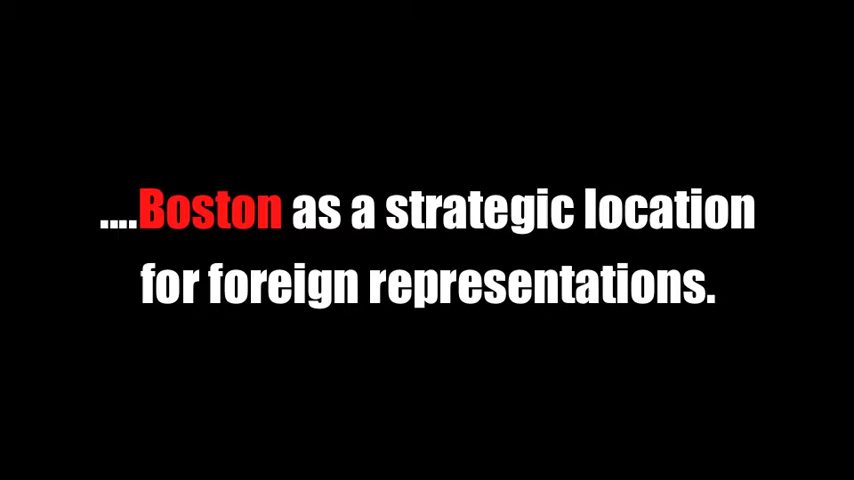 ....Boston as a strategic location
for foreign representations.